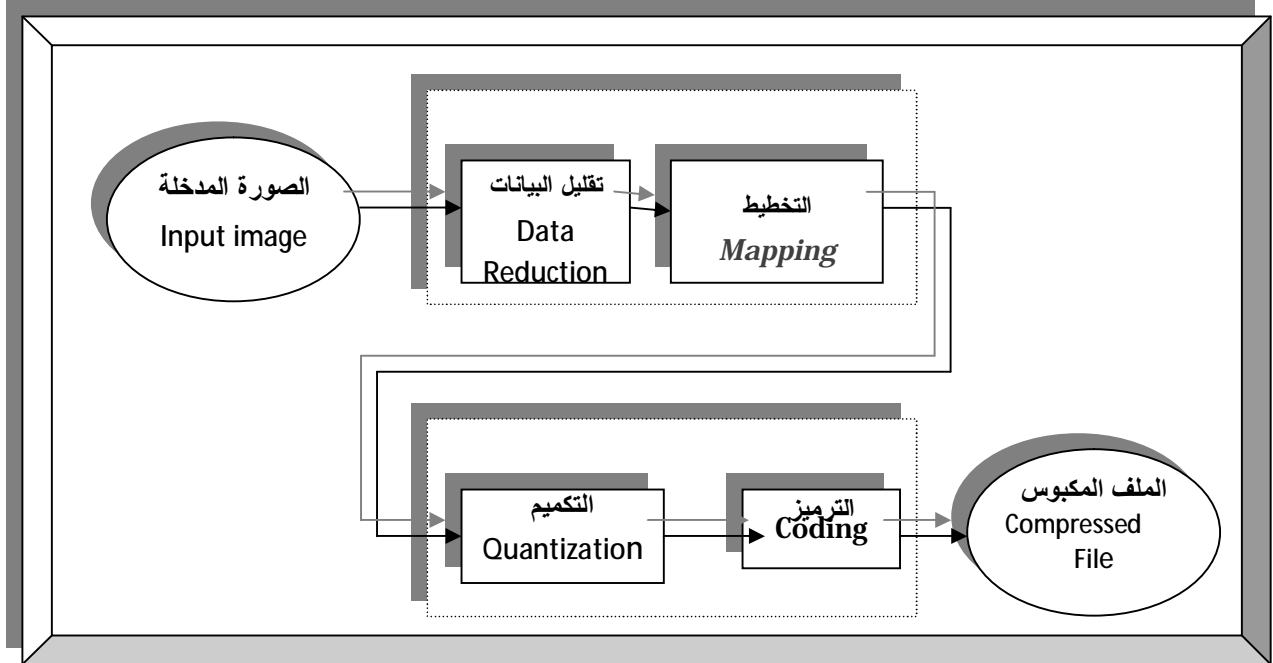 الصورة المدخلة
Input image
تقليل البيانات
Data
Reduction
التخطيط
Mapping
التكميم
Quantization
الترميز
Coding
الملف المكبوس
Compressed
File